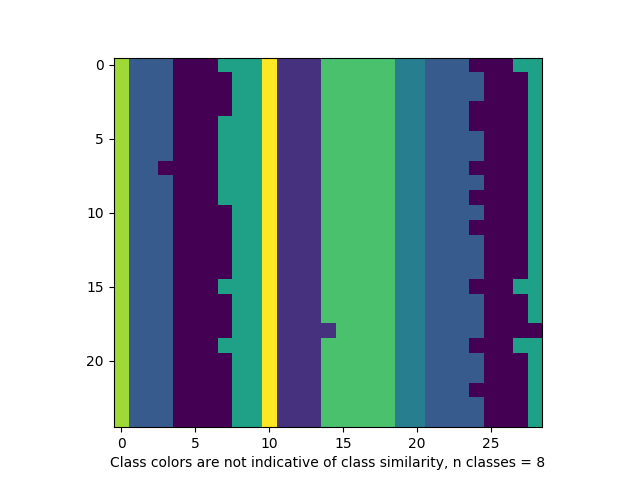 0
5
10
15
20
0 5 10 15 20 25
Class colors are not indicative of class similarity, n classes = 8